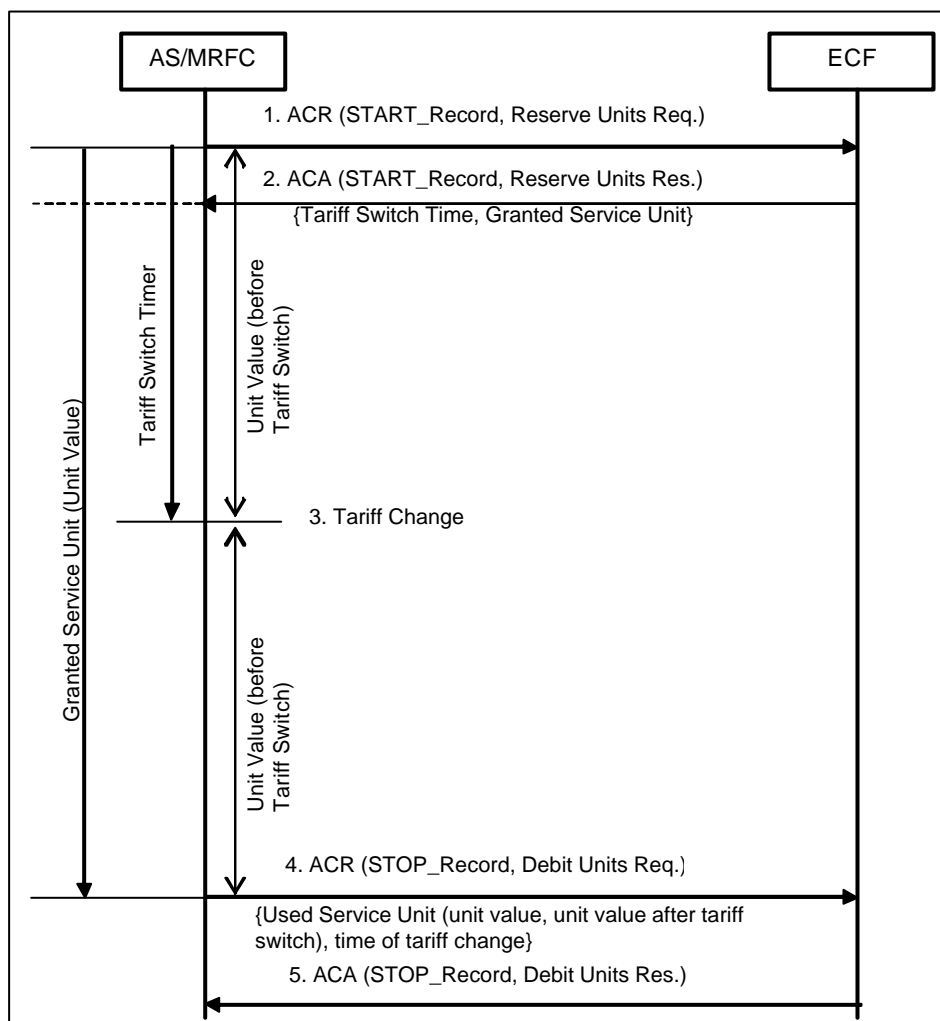 AS/MRFC
ECF
1. ACR (START_Record, Reserve Units Req.)
2. ACA (START_Record, Reserve Units Res.)
{Tariff Switch Time, Granted Service Unit}
Granted Service Unit (Unit Value)
Tariff Switch Timer
Unit Value (before
Tariff Switch)
3. Tariff Change
Unit Value (before
Tariff Switch)
4. ACR (STOP_Record, Debit Units Req.)
{Used Service Unit (unit value, unit value after tariff
switch), time of tariff change}
5. ACA (STOP_Record, Debit Units Res.)